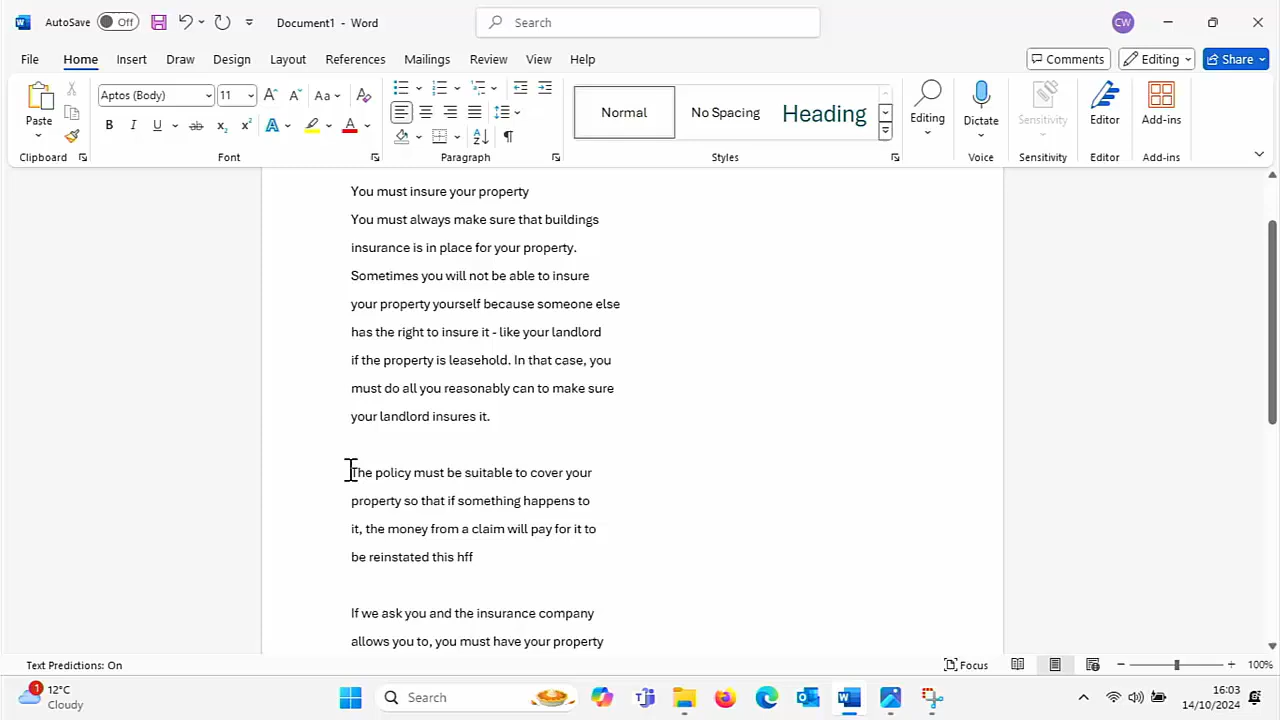 AutoSave Off Document1 - Word Search CW
File Home Insert Draw Design Layout References Mailings Review View Help Comments Editing Share
Aptos (Body) 11 Aa
Paste B I U ab x₂ x² A A Normal No Spacing Heading Editing Dictate Sensitivity Editor Add-ins
Clipboard Font Paragraph Styles Voice Sensitivity Editor Add-ins
You must insure your property
You must always make sure that buildings
insurance is in place for your property.
Sometimes you will not be able to insure
your property yourself because someone else
has the right to insure it - like your landlord
if the property is leasehold. In that case, you
must do all you reasonably can to make sure
your landlord insures it.
The policy must be suitable to cover your
property so that if something happens to
it, the money from a claim will pay for it to
be reinstated this hff
If we ask you and the insurance company
allows you to, you must have your property
Text Predictions: On Focus 100%
1 12°C
Cloudy
Search
16:03
14/10/2024